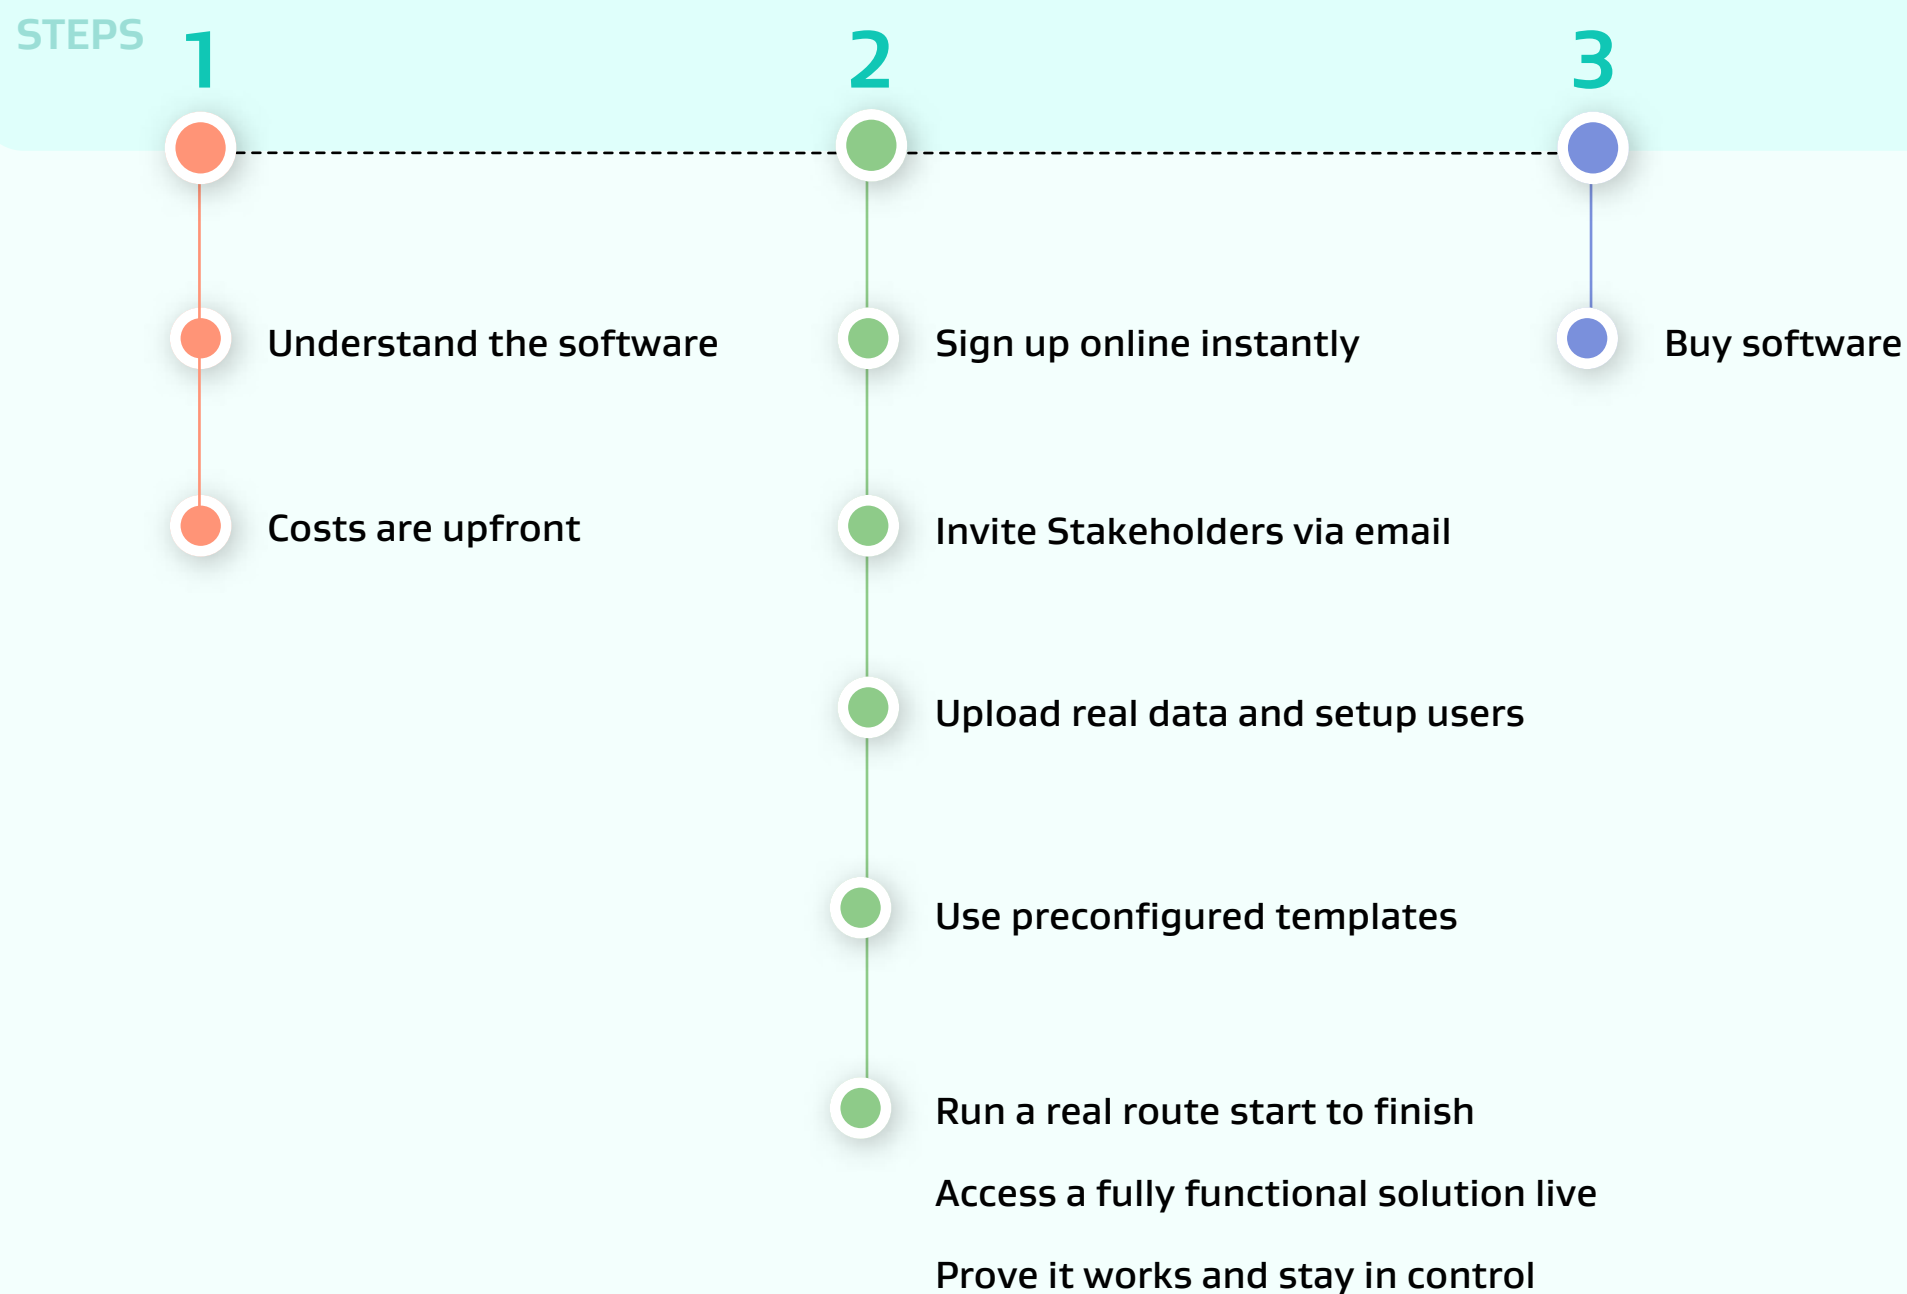 STEPS
1
2
3
Understand the software
Costs are upfront
Sign up online instantly
Invite Stakeholders via email
Upload real data and setup users
Use preconfigured templates
Run a real route start to finish
Access a fully functional solution live
Prove it works and stay in control
Buy software